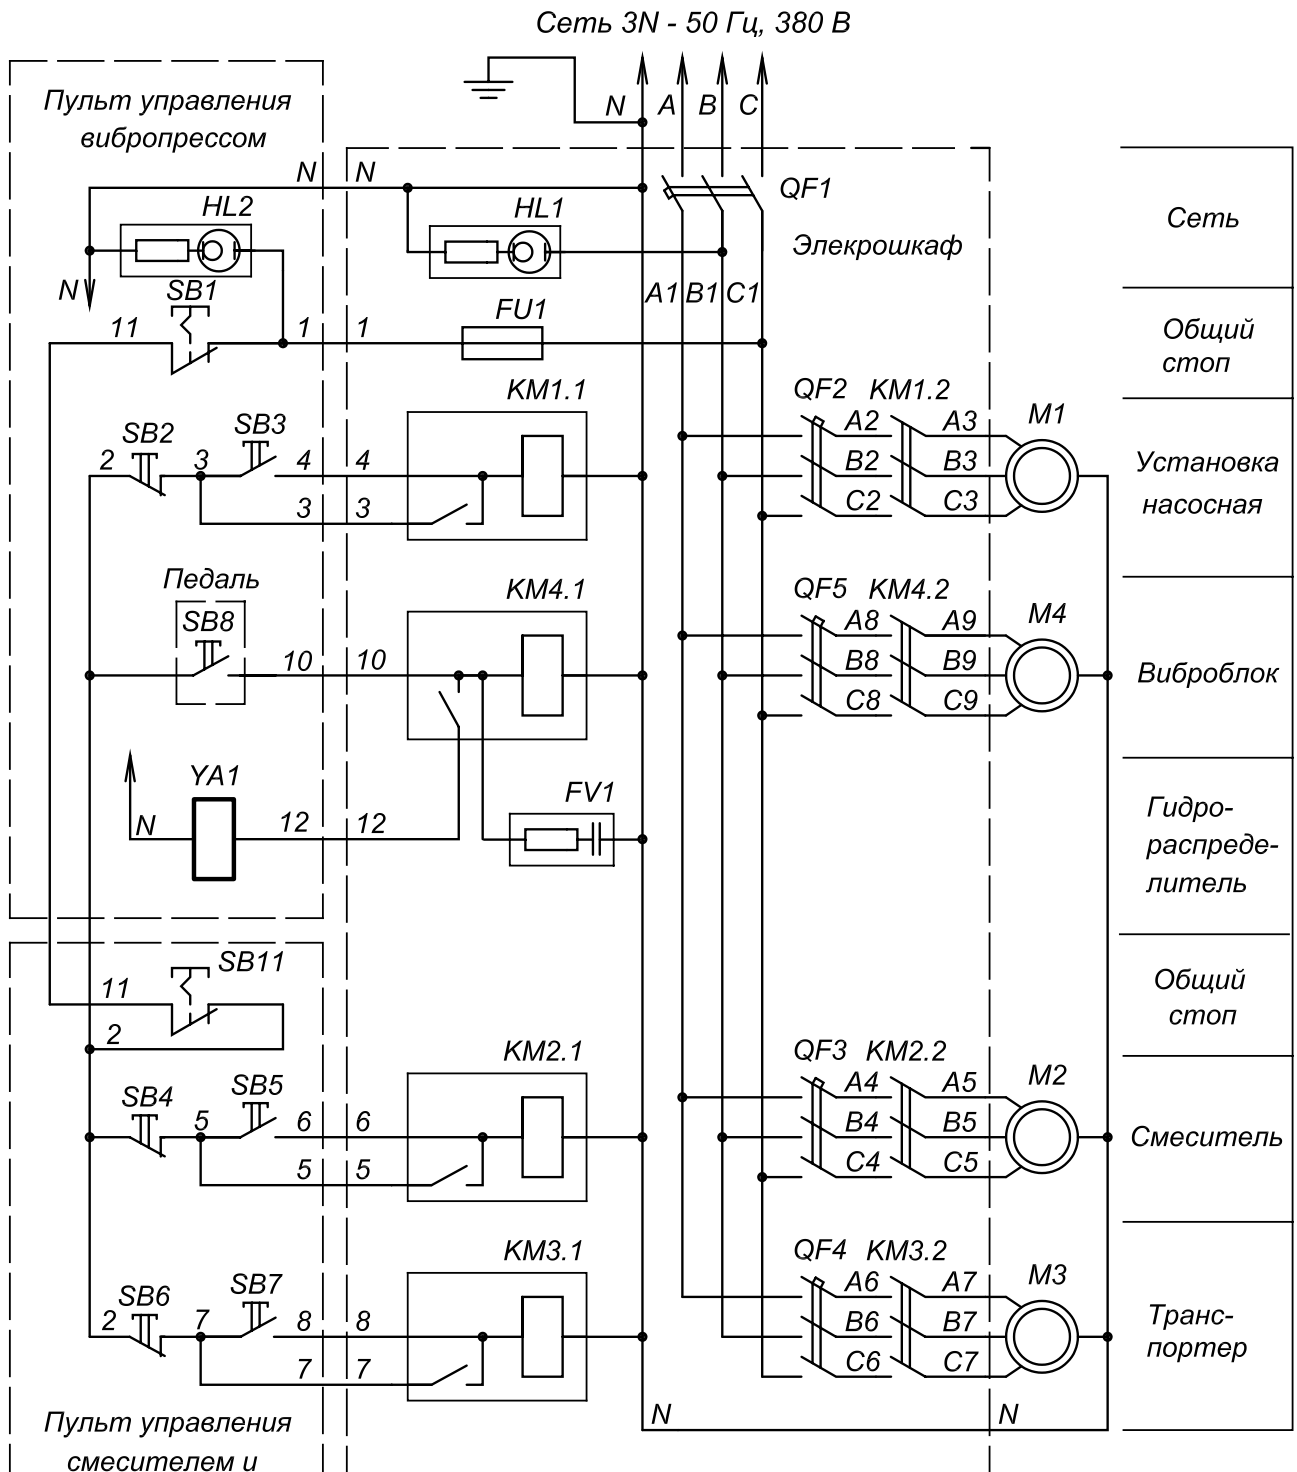 Сеть 3N - 50 Гц, 380 В
Пульт управления
вибропрессом
N A B C
N N
QF1
Сеть
HL2 HL1
Элекрошкаф
N SB1
A1 B1 C1
FU1
11 1 1
Общий
стоп
KM1.1
QF2 KM1.2
M1
SB2 SB3
A2 A3
2 3 4 4
B2 B3
Установка
насосная
3 3
C2 C3
Педаль
KM4.1
QF5 KM4.2
M4
SB8
A8 A9
10 10
B8 B9
Виброблок
C8 C9
YA1
FV1
N 12 12
Гидро-
распреде-
литель
SB11
11
Общий
стоп
2
KM2.1
QF3 KM2.2
M2
SB4 SB5
A4 A5
5 6 6
B4 B5
Смеситель
5 5
C4 C5
KM3.1
QF4 KM3.2
M3
SB6 SB7
A6 A7
2 7 8 8
B6 B7
Транс-
портер
7 7
C6 C7
N N
Пульт управления
смесителем и